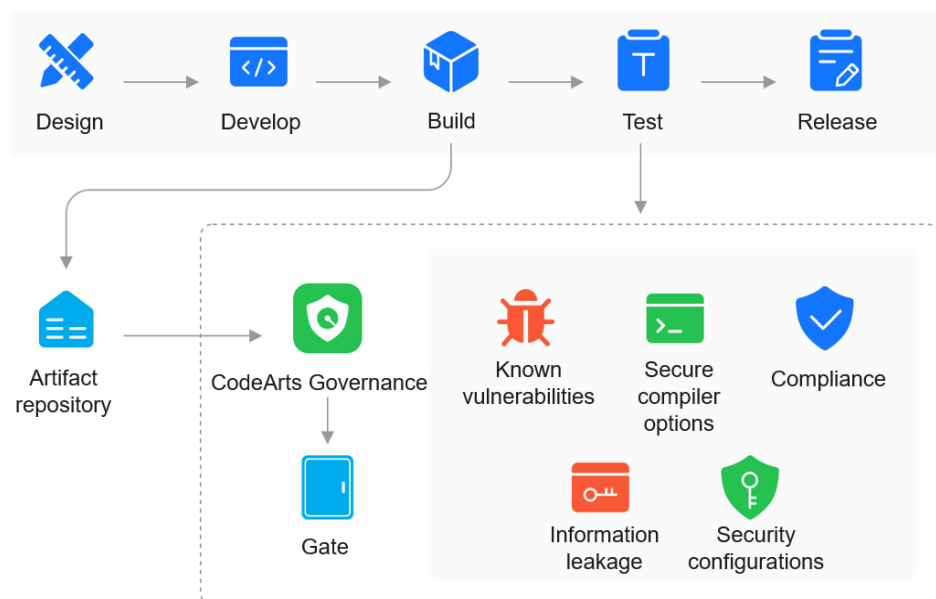 Design
Develop
Build
Test
Release
Artifact
repository
CodeArts Governance
Gate
Known
vulnerabilities
Secure
compiler
options
Compliance
Information
leakage
Security
configurations